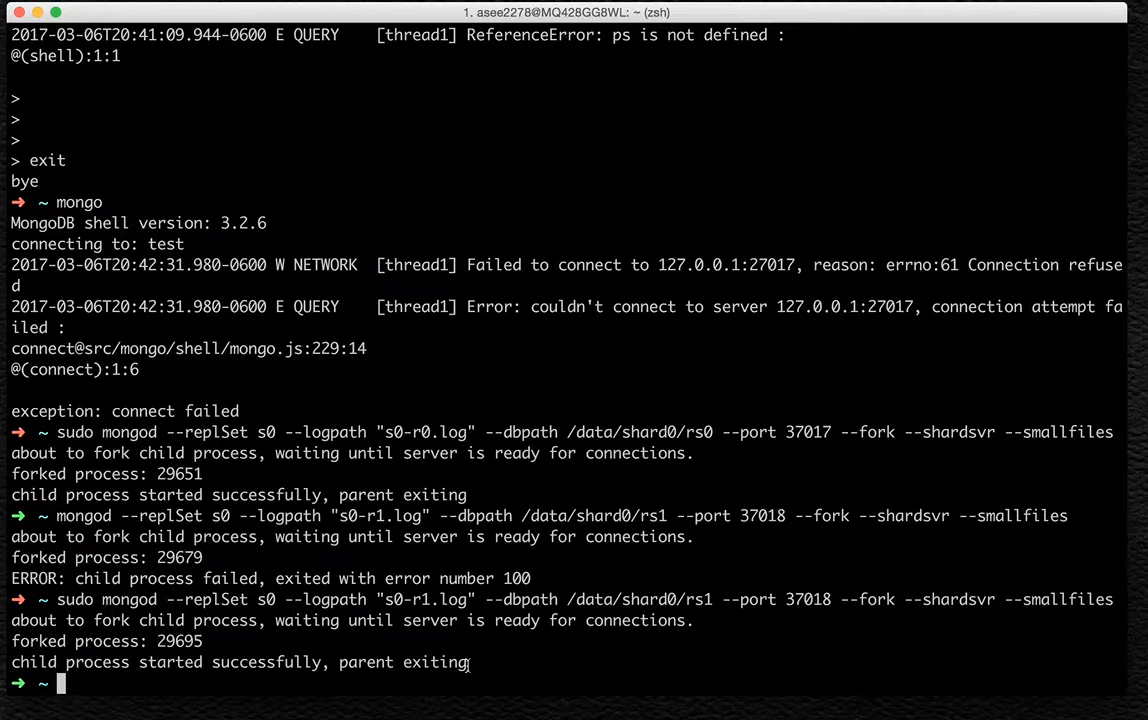 1. asee2278@MQ428GG8WL: ~ (zsh)
2017-03-06T20:41:09.944-0600 E QUERY    [thread1] ReferenceError: ps is not defined :
@(shell):1:1
>
>
>
> exit
bye
➜ ~ mongo
MongoDB shell version: 3.2.6
connecting to: test
2017-03-06T20:42:31.980-0600 W NETWORK  [thread1] Failed to connect to 127.0.0.1:27017, reason: errno:61 Connection refuse
d
2017-03-06T20:42:31.980-0600 E QUERY    [thread1] Error: couldn't connect to server 127.0.0.1:27017, connection attempt fa
iled :
connect@src/mongo/shell/mongo.js:229:14
@(connect):1:6
exception: connect failed
➜ ~ sudo mongod --replSet s0 --logpath "s0-r0.log" --dbpath /data/shard0/rs0 --port 37017 --fork --shardsvr --smallfiles
about to fork child process, waiting until server is ready for connections.
forked process: 29651
child process started successfully, parent exiting
➜ ~ mongod --replSet s0 --logpath "s0-r1.log" --dbpath /data/shard0/rs1 --port 37018 --fork --shardsvr --smallfiles
about to fork child process, waiting until server is ready for connections.
forked process: 29679
ERROR: child process failed, exited with error number 100
➜ ~ sudo mongod --replSet s0 --logpath "s0-r1.log" --dbpath /data/shard0/rs1 --port 37018 --fork --shardsvr --smallfiles
about to fork child process, waiting until server is ready for connections.
forked process: 29695
child process started successfully, parent exiting
➜ ~